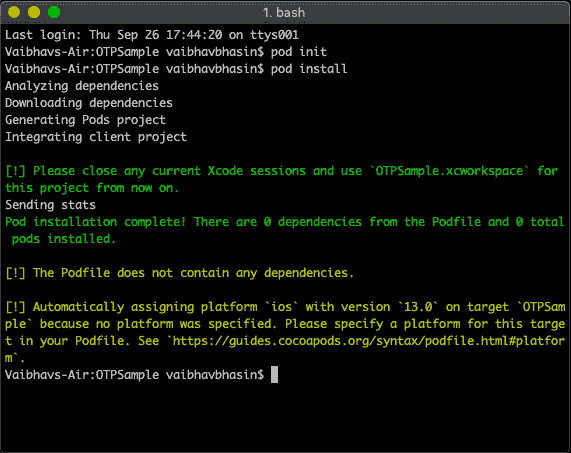 1. bash
Last login: Thu Sep 26 17:44:20 on ttys001
Vaibhavs-Air:OTPSample vaibhavbhasin$ pod init
Vaibhavs-Air:OTPSample vaibhavbhasin$ pod install
Analyzing dependencies
Downloading dependencies
Generating Pods project
Integrating client project
[!] Please close any current Xcode sessions and use `OTPSample.xcworkspace` for
this project from now on.
Sending stats
Pod installation complete! There are 0 dependencies from the Podfile and 0 total
pods installed.
[!] The Podfile does not contain any dependencies.
[!] Automatically assigning platform `ios` with version `13.0` on target `OTPSam
ple` because no platform was specified. Please specify a platform for this targe
t in your Podfile. See `https://guides.cocoapods.org/syntax/podfile.html#platfor
m`.
Vaibhavs-Air:OTPSample vaibhavbhasin$